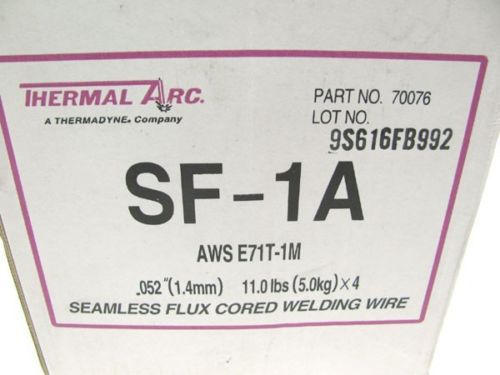 THERMAL ARC.
A THERMADYNE® Company
PART NO. 70076
LOT NO.
9S616FB992
SF-1A
AWS E71T-1M
.052"(1.4mm) 11.0 lbs (5.0kg) × 4
SEAMLESS FLUX CORED WELDING WIRE